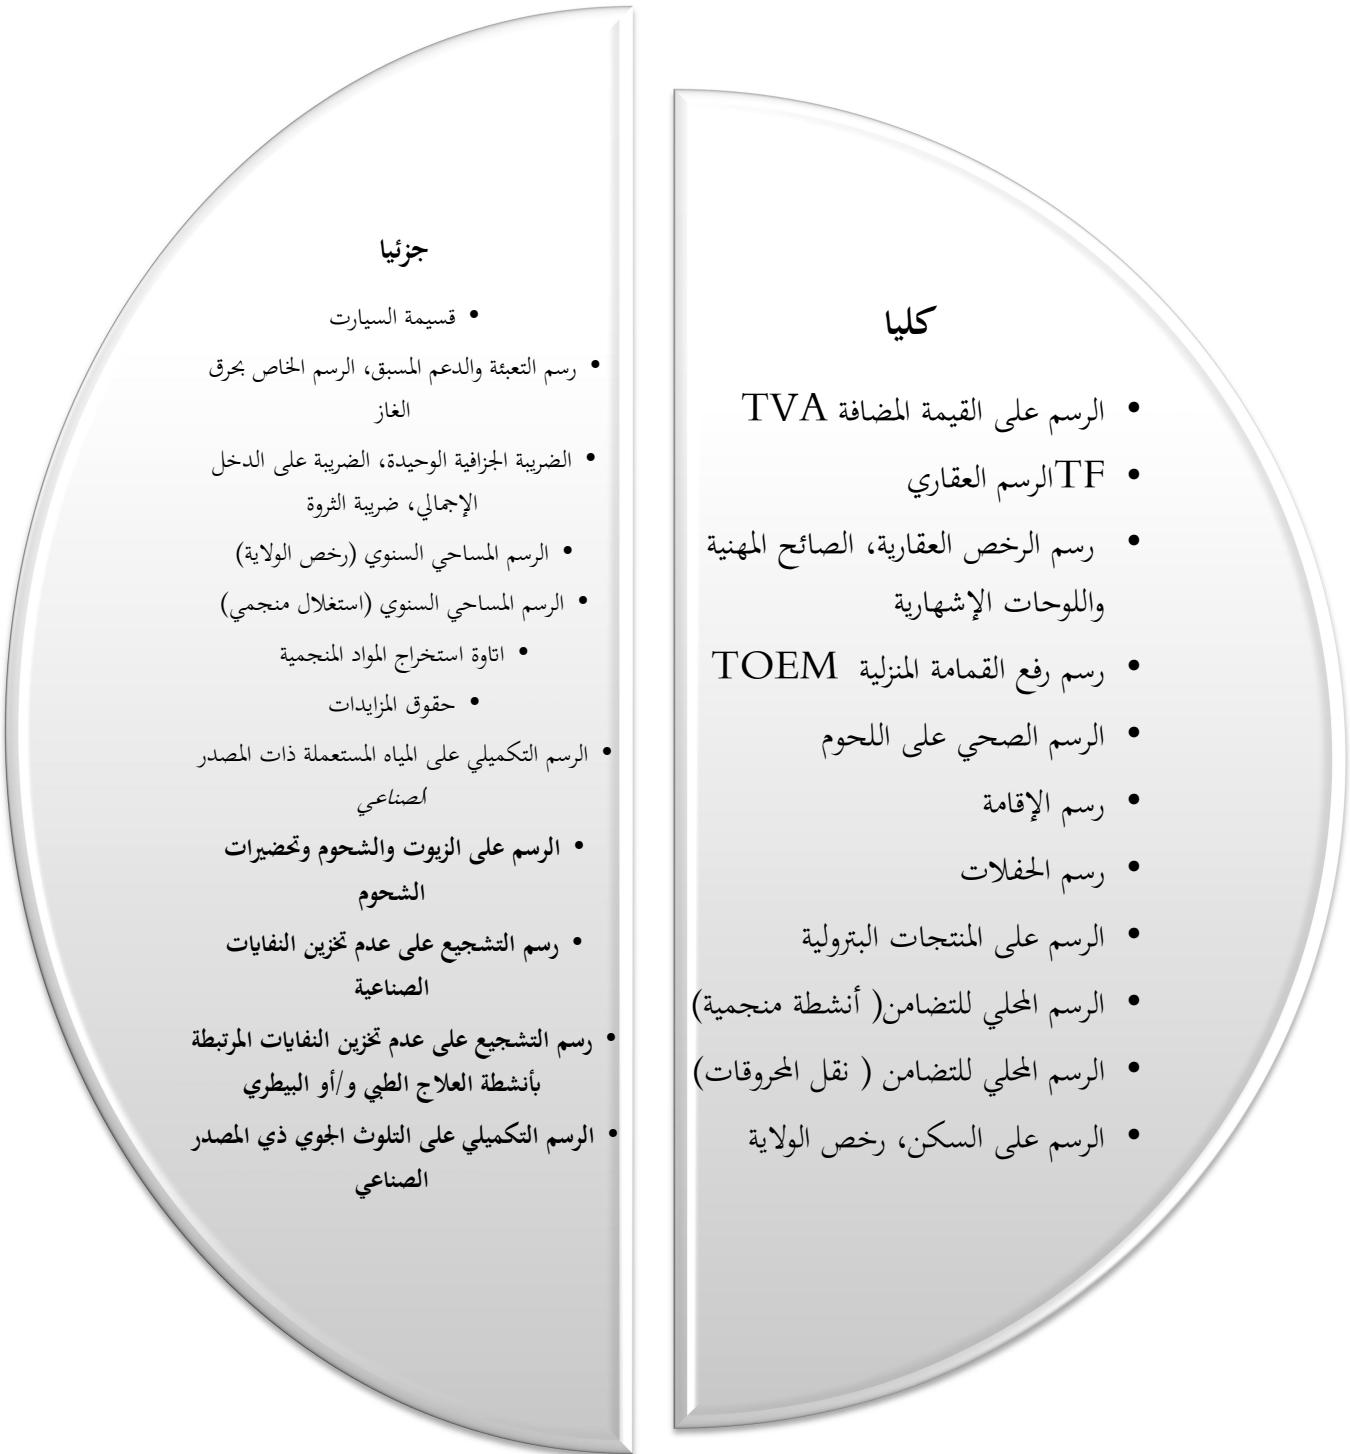 كليا
• الرسم على القيمة المضافة TVA
• TFالرسم العقاري
• رسم الرخص العقارية، الصائح المهنية
واللوحات الإشهارية
• رسم رفع القمامة المنزلية TOEM
• الرسم الصحي على اللحوم
• رسم الإقامة
• رسم الحفلات
• الرسم على المنتجات البترولية
• الرسم المحلي للتضامن( أنشطة منجمية)
• الرسم المحلي للتضامن ( نقل المحروقات)
• الرسم على السكن، رخص الولاية
جزئيا
• قسيمة السيارت
• رسم التعبئة والدعم المسبق، الرسم الخاص بحرق
الغاز
• الضريبة الجزافية الوحيدة، الضريبة على الدخل
الإجمالي، ضريبة الثروة
• الرسم المساحي السنوي (رخص الولاية)
• الرسم المساحي السنوي (استغلال منجمي)
• اتاوة استخراج المواد المنجمية
• حقوق المزايدات
• الرسم التكميلي على المياه المستعملة ذات المصدر
لصناعي
• الرسم على الزيوت والشحوم وتحضيرات
الشحوم
• رسم التشجيع على عدم تخزين النفايات
الصناعية
• رسم التشجيع على عدم تخزين النفايات المرتبطة
بأنشطة العلاج الطبي و/أو البيطري
• الرسم التكميلي على التلوث الجوي ذي المصدر
الصناعي